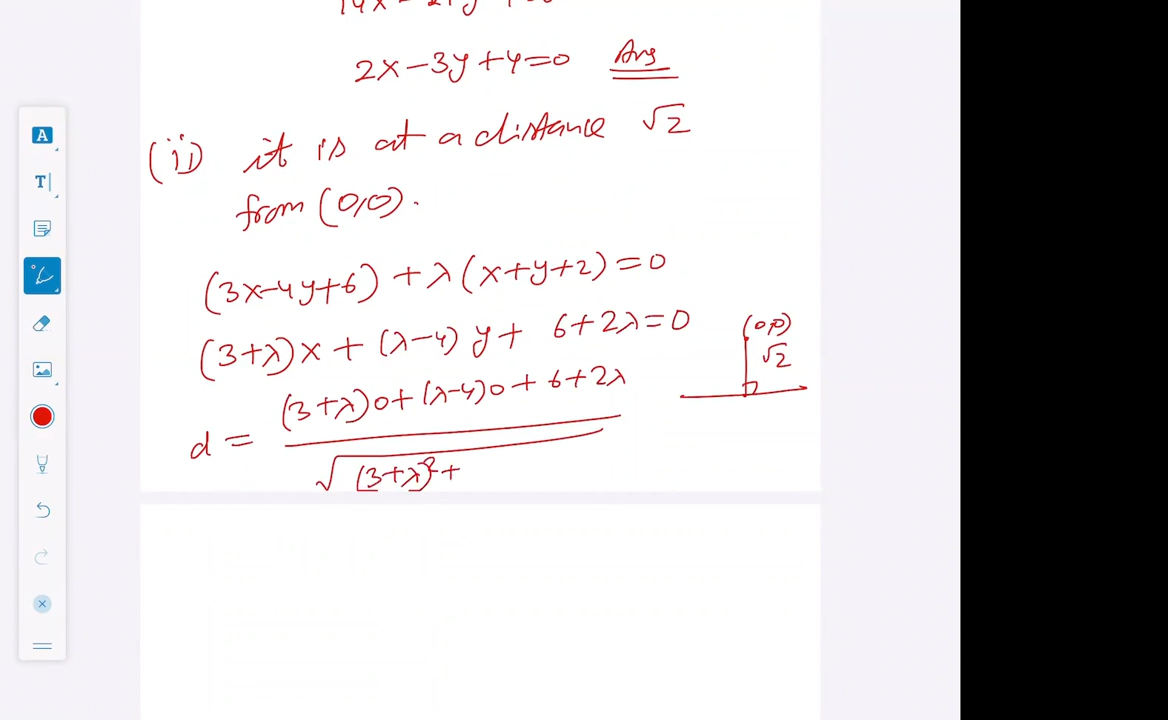 2x-3y+4=0 Ans
(ii) it is at a distance √2
from (0,0).
(3x-4y+6) + λ(x+y+2)=0
(3+λ)x + (λ-4)y + 6+2λ=0
(0,0)
√2
d = (3+λ)0+(λ-4)0+6+2λ
√(3+λ)²+
A
T